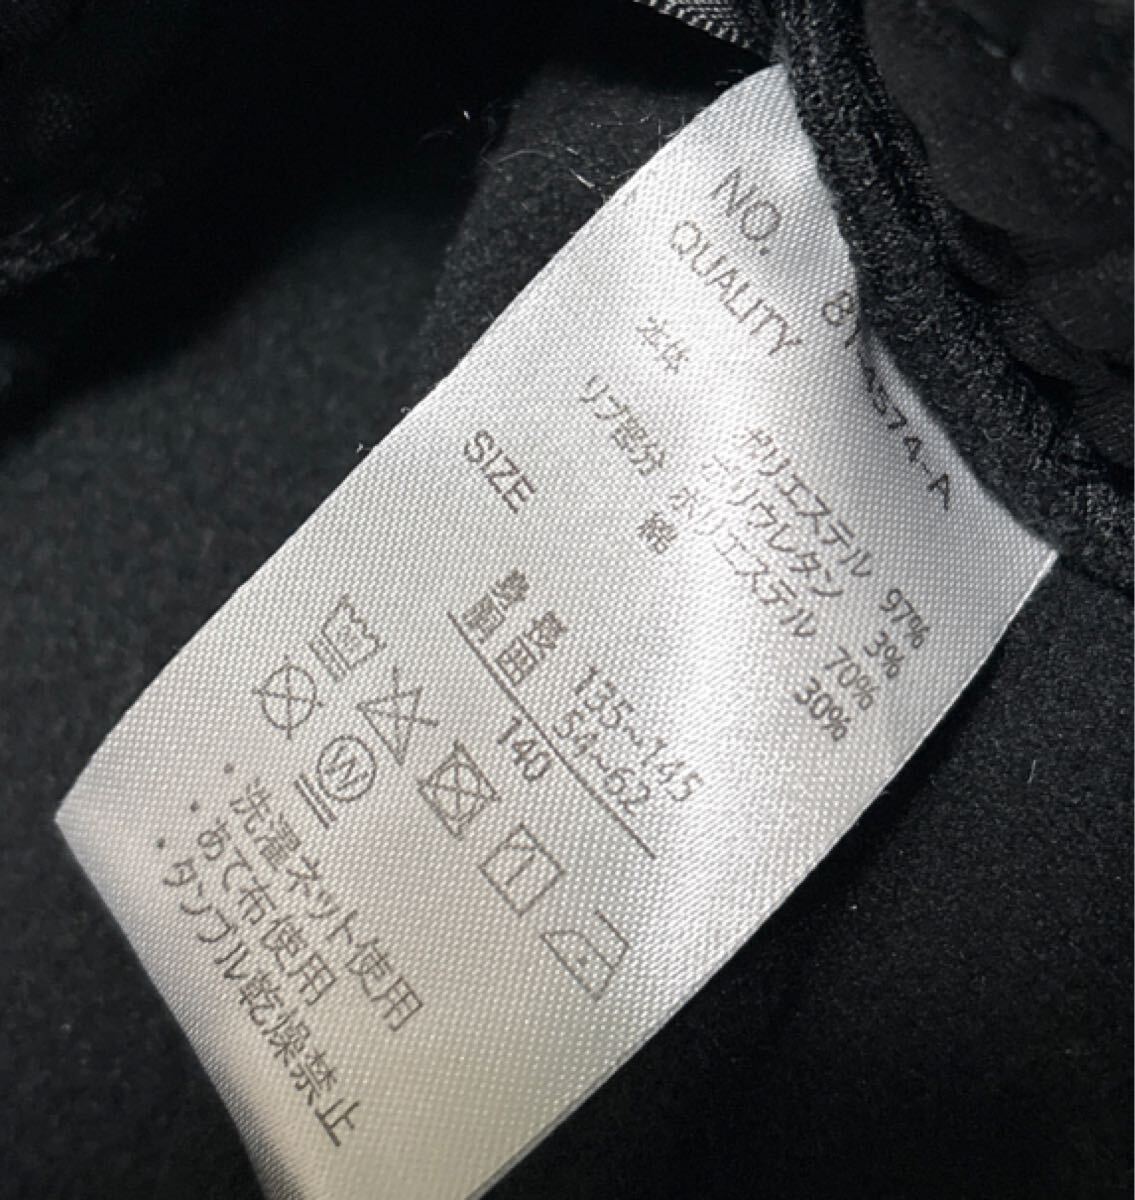 NO.
QUALITY
本体 ポリエステル 97%
ポリウレタン 3%
リブ部分 ポリエステル 70%
綿 30%
SIZE
身長 135~145
胴囲 54~62
140
・洗濯ネット使用
・あて布使用
・タンブル乾燥禁止